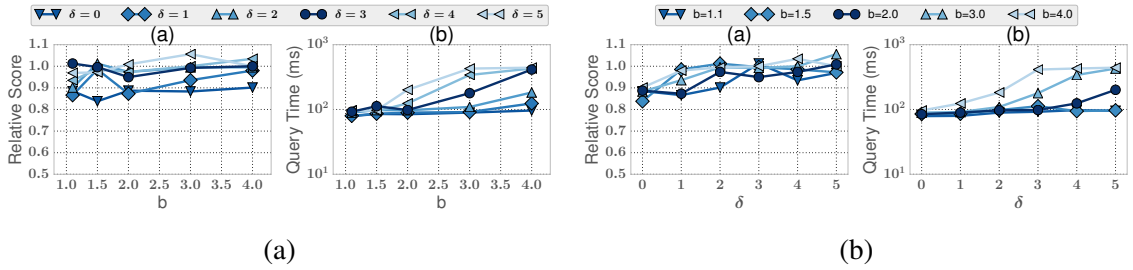 δ = 0 δ = 1 δ = 2 δ = 3 δ = 4 δ = 5
(a)
Relative Score
1.1
1.0
0.9
0.8
0.7
0.6
0.5
1.0 1.5 2.0 2.5 3.0 3.5 4.0
b
(b)
Query Time (ms)
10³
10²
10¹
1.0 1.5 2.0 2.5 3.0 3.5 4.0
b
(a)
b=1.1 b=1.5 b=2.0 b=3.0 b=4.0
(a)
Relative Score
1.1
1.0
0.9
0.8
0.7
0.6
0.5
0 1 2 3 4 5
δ
(b)
Query Time (ms)
10³
10²
10¹
0 1 2 3 4 5
δ
(b)